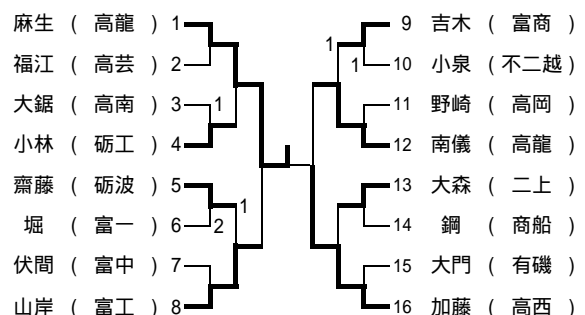 麻生 ( 高龍 ) 1
福江 ( 高芸 ) 2
大鋸 ( 高南 ) 3
1
小林 ( 砺工 ) 4
齋藤 ( 砺波 ) 5
1
堀 ( 富一 ) 6
2
伏間 ( 富中 ) 7
山岸 ( 富工 ) 8
9 吉木 ( 富商 )
1
10 小泉 ( 不二越 )
1
11 野崎 ( 高岡 )
12 南儀 ( 高龍 )
13 大森 ( 二上 )
14 鋼 ( 商船 )
15 大門 ( 有磯 )
16 加藤 ( 高西 )